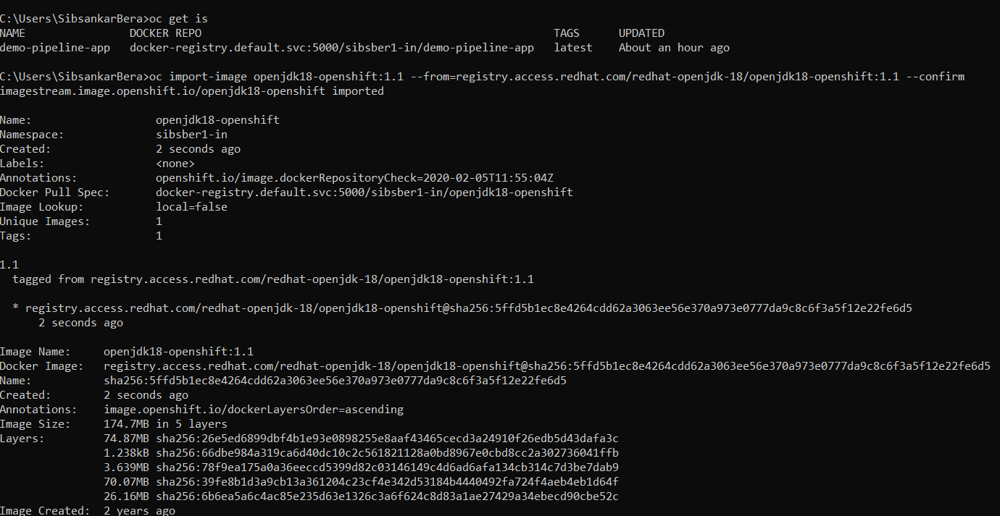 C:\Users\SibsankarBera>oc get is
NAME                DOCKER REPO                                                      TAGS      UPDATED
demo-pipeline-app   docker-registry.default.svc:5000/sibsber1-in/demo-pipeline-app   latest    About an hour ago
C:\Users\SibsankarBera>oc import-image openjdk18-openshift:1.1 --from=registry.access.redhat.com/redhat-openjdk-18/openjdk18-openshift:1.1 --confirm
imagestream.image.openshift.io/openjdk18-openshift imported
Name:                   openjdk18-openshift
Namespace:              sibsber1-in
Created:                2 seconds ago
Labels:                 <none>
Annotations:            openshift.io/image.dockerRepositoryCheck=2020-02-05T11:55:04Z
Docker Pull Spec:       docker-registry.default.svc:5000/sibsber1-in/openjdk18-openshift
Image Lookup:           local=false
Unique Images:          1
Tags:                   1
1.1
  tagged from registry.access.redhat.com/redhat-openjdk-18/openjdk18-openshift:1.1
  * registry.access.redhat.com/redhat-openjdk-18/openjdk18-openshift@sha256:5ffd5b1ec8e4264cdd62a3063ee56e370a973e0777da9c8c6f3a5f12e22fe6d5
      2 seconds ago
Image Name:     openjdk18-openshift:1.1
Docker Image:   registry.access.redhat.com/redhat-openjdk-18/openjdk18-openshift@sha256:5ffd5b1ec8e4264cdd62a3063ee56e370a973e0777da9c8c6f3a5f12e22fe6d5
Name:           sha256:5ffd5b1ec8e4264cdd62a3063ee56e370a973e0777da9c8c6f3a5f12e22fe6d5
Created:        2 seconds ago
Annotations:    image.openshift.io/dockerLayersOrder=ascending
Image Size:     174.7MB in 5 layers
Layers:         74.87MB sha256:26e5ed6899dbf4b1e93e0898255e8aaf43465cecd3a24910f26edb5d43dafa3c
                1.238kB sha256:66dbe984a319ca6d40dc10c2c561821128a0bd8967e0cbd8cc2a302736041ffb
                3.639MB sha256:78f9ea175a0a36eeccd5399d82c03146149c4d6ad6afa134cb314c7d3be7dab9
                70.07MB sha256:39fe8b1d3a9cb13a361204c23cf4e342d53184b4440492fa724f4aeb4eb1d64f
                26.16MB sha256:6b6ea5a6c4ac85e235d63e1326c3a6f624c8d83a1ae27429a34ebecd90cbe52c
Image Created:  2 years ago